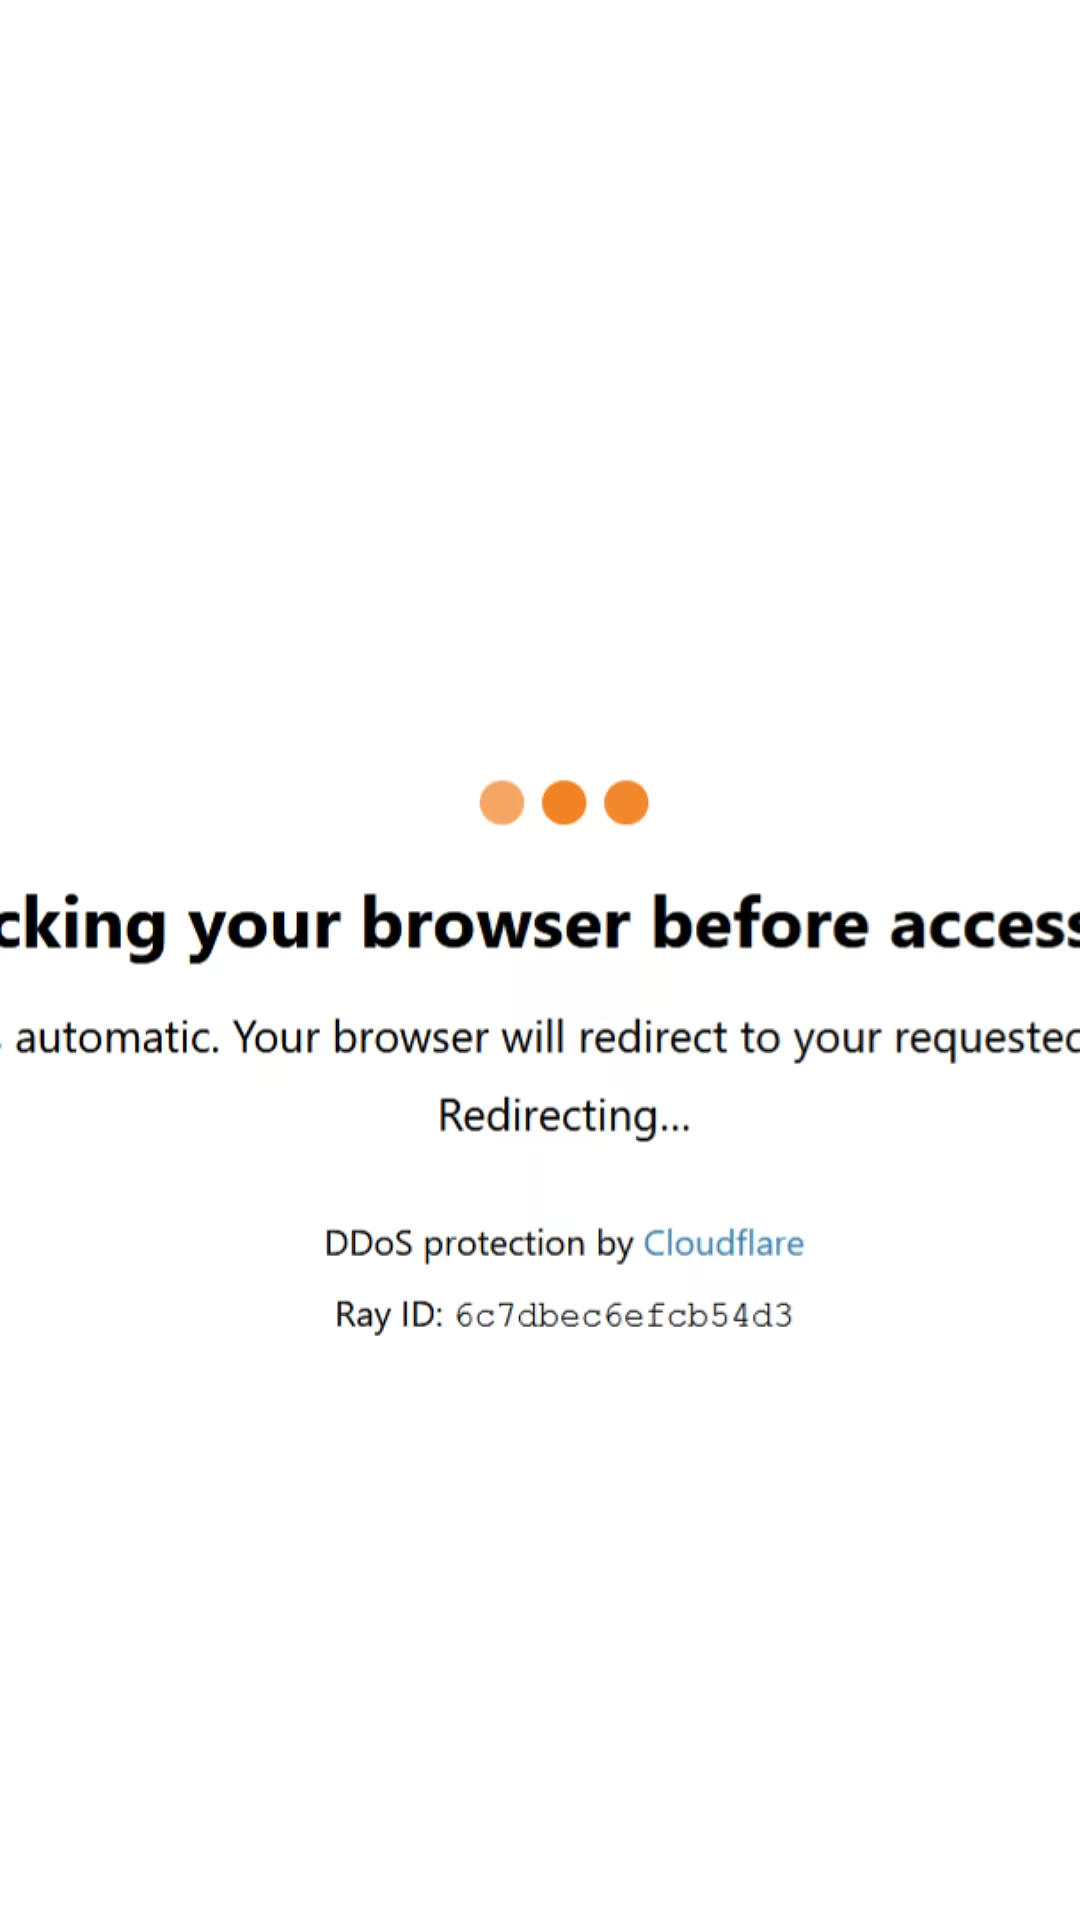 cking your browser before access
automatic. Your browser will redirect to your requested
Redirecting...
DDoS protection by Cloudflare
Ray ID: 6c7dbec6efcb54d3